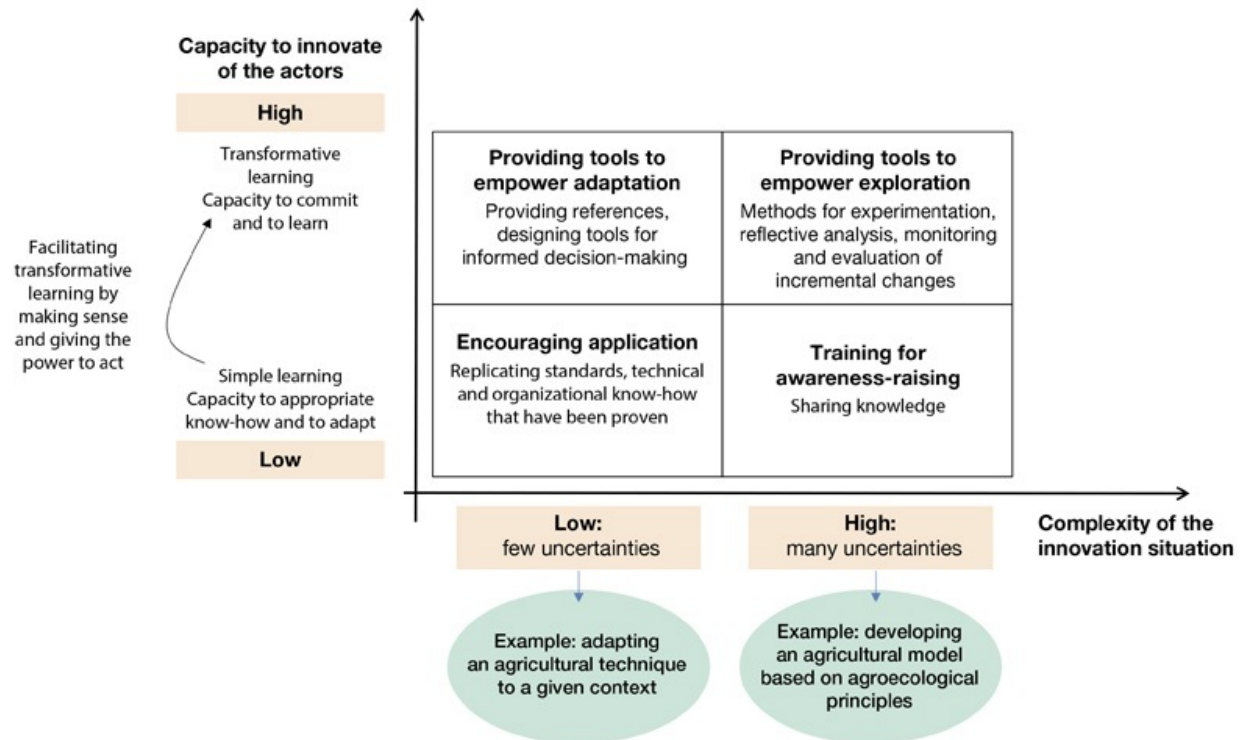 Capacity to innovate
of the actors
High
Transformative
learning
Capacity to commit
and to learn
Facilitating
transformative
learning by
making sense
and giving the
power to act
Simple learning
Capacity to appropriate
know-how and to adapt
Low
Providing tools to
empower adaptation
Providing references,
designing tools for
informed decision-making
Providing tools to
empower exploration
Methods for experimentation,
reflective analysis, monitoring
and evaluation of
incremental changes
Encouraging application
Replicating standards, technical
and organizational know-how
that have been proven
Training for
awareness-raising
Sharing knowledge
Low:
few uncertainties
High:
many uncertainties
Complexity of the
innovation situation
Example: adapting
an agricultural technique
to a given context
Example: developing
an agricultural model
based on agroecological
principles